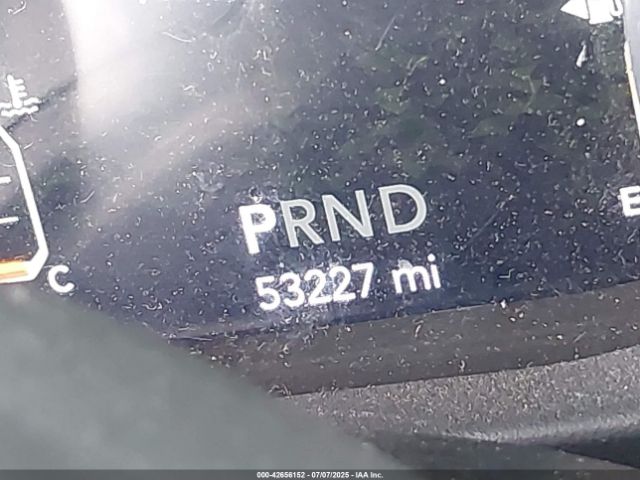 E
PRND
53227 mi
C
000-42656152 - 07/07/2025 - IAA Inc.